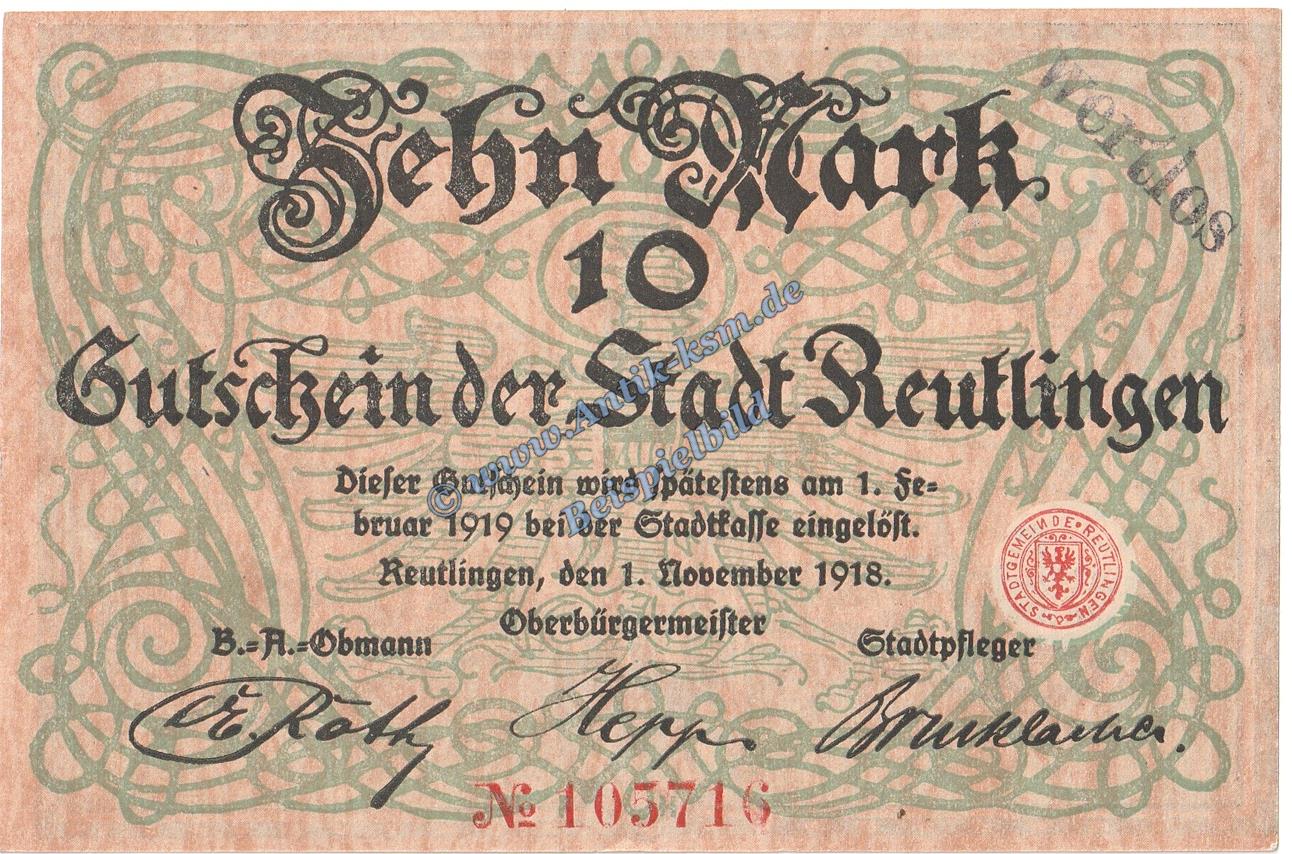 Zehn Mark
wertlos
10
Gutschein der Stadt Reutlingen
Dieser Gutschein wird spätestens am 1. Fe=
bruar 1919 bei der Stadtkasse eingelöst.
Reutlingen, den 1. November 1918.
STADTGEMEINDE • REUTLINGEN
B.=A.=Obmann
Oberbürgermeister
Stadtpfleger
E. Roth
Hepp.
№ 105716
© www.Antik-ksm.de
Beispielbild